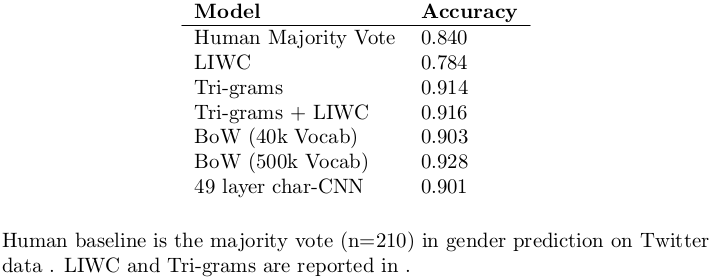 Model Accuracy
Human Majority Vote 0.840
LIWC 0.784
Tri-grams 0.914
Tri-grams + LIWC 0.916
BoW (40k Vocab) 0.903
BoW (500k Vocab) 0.928
49 layer char-CNN 0.901
Human baseline is the majority vote (n=210) in gender prediction on Twitter
data . LIWC and Tri-grams are reported in .